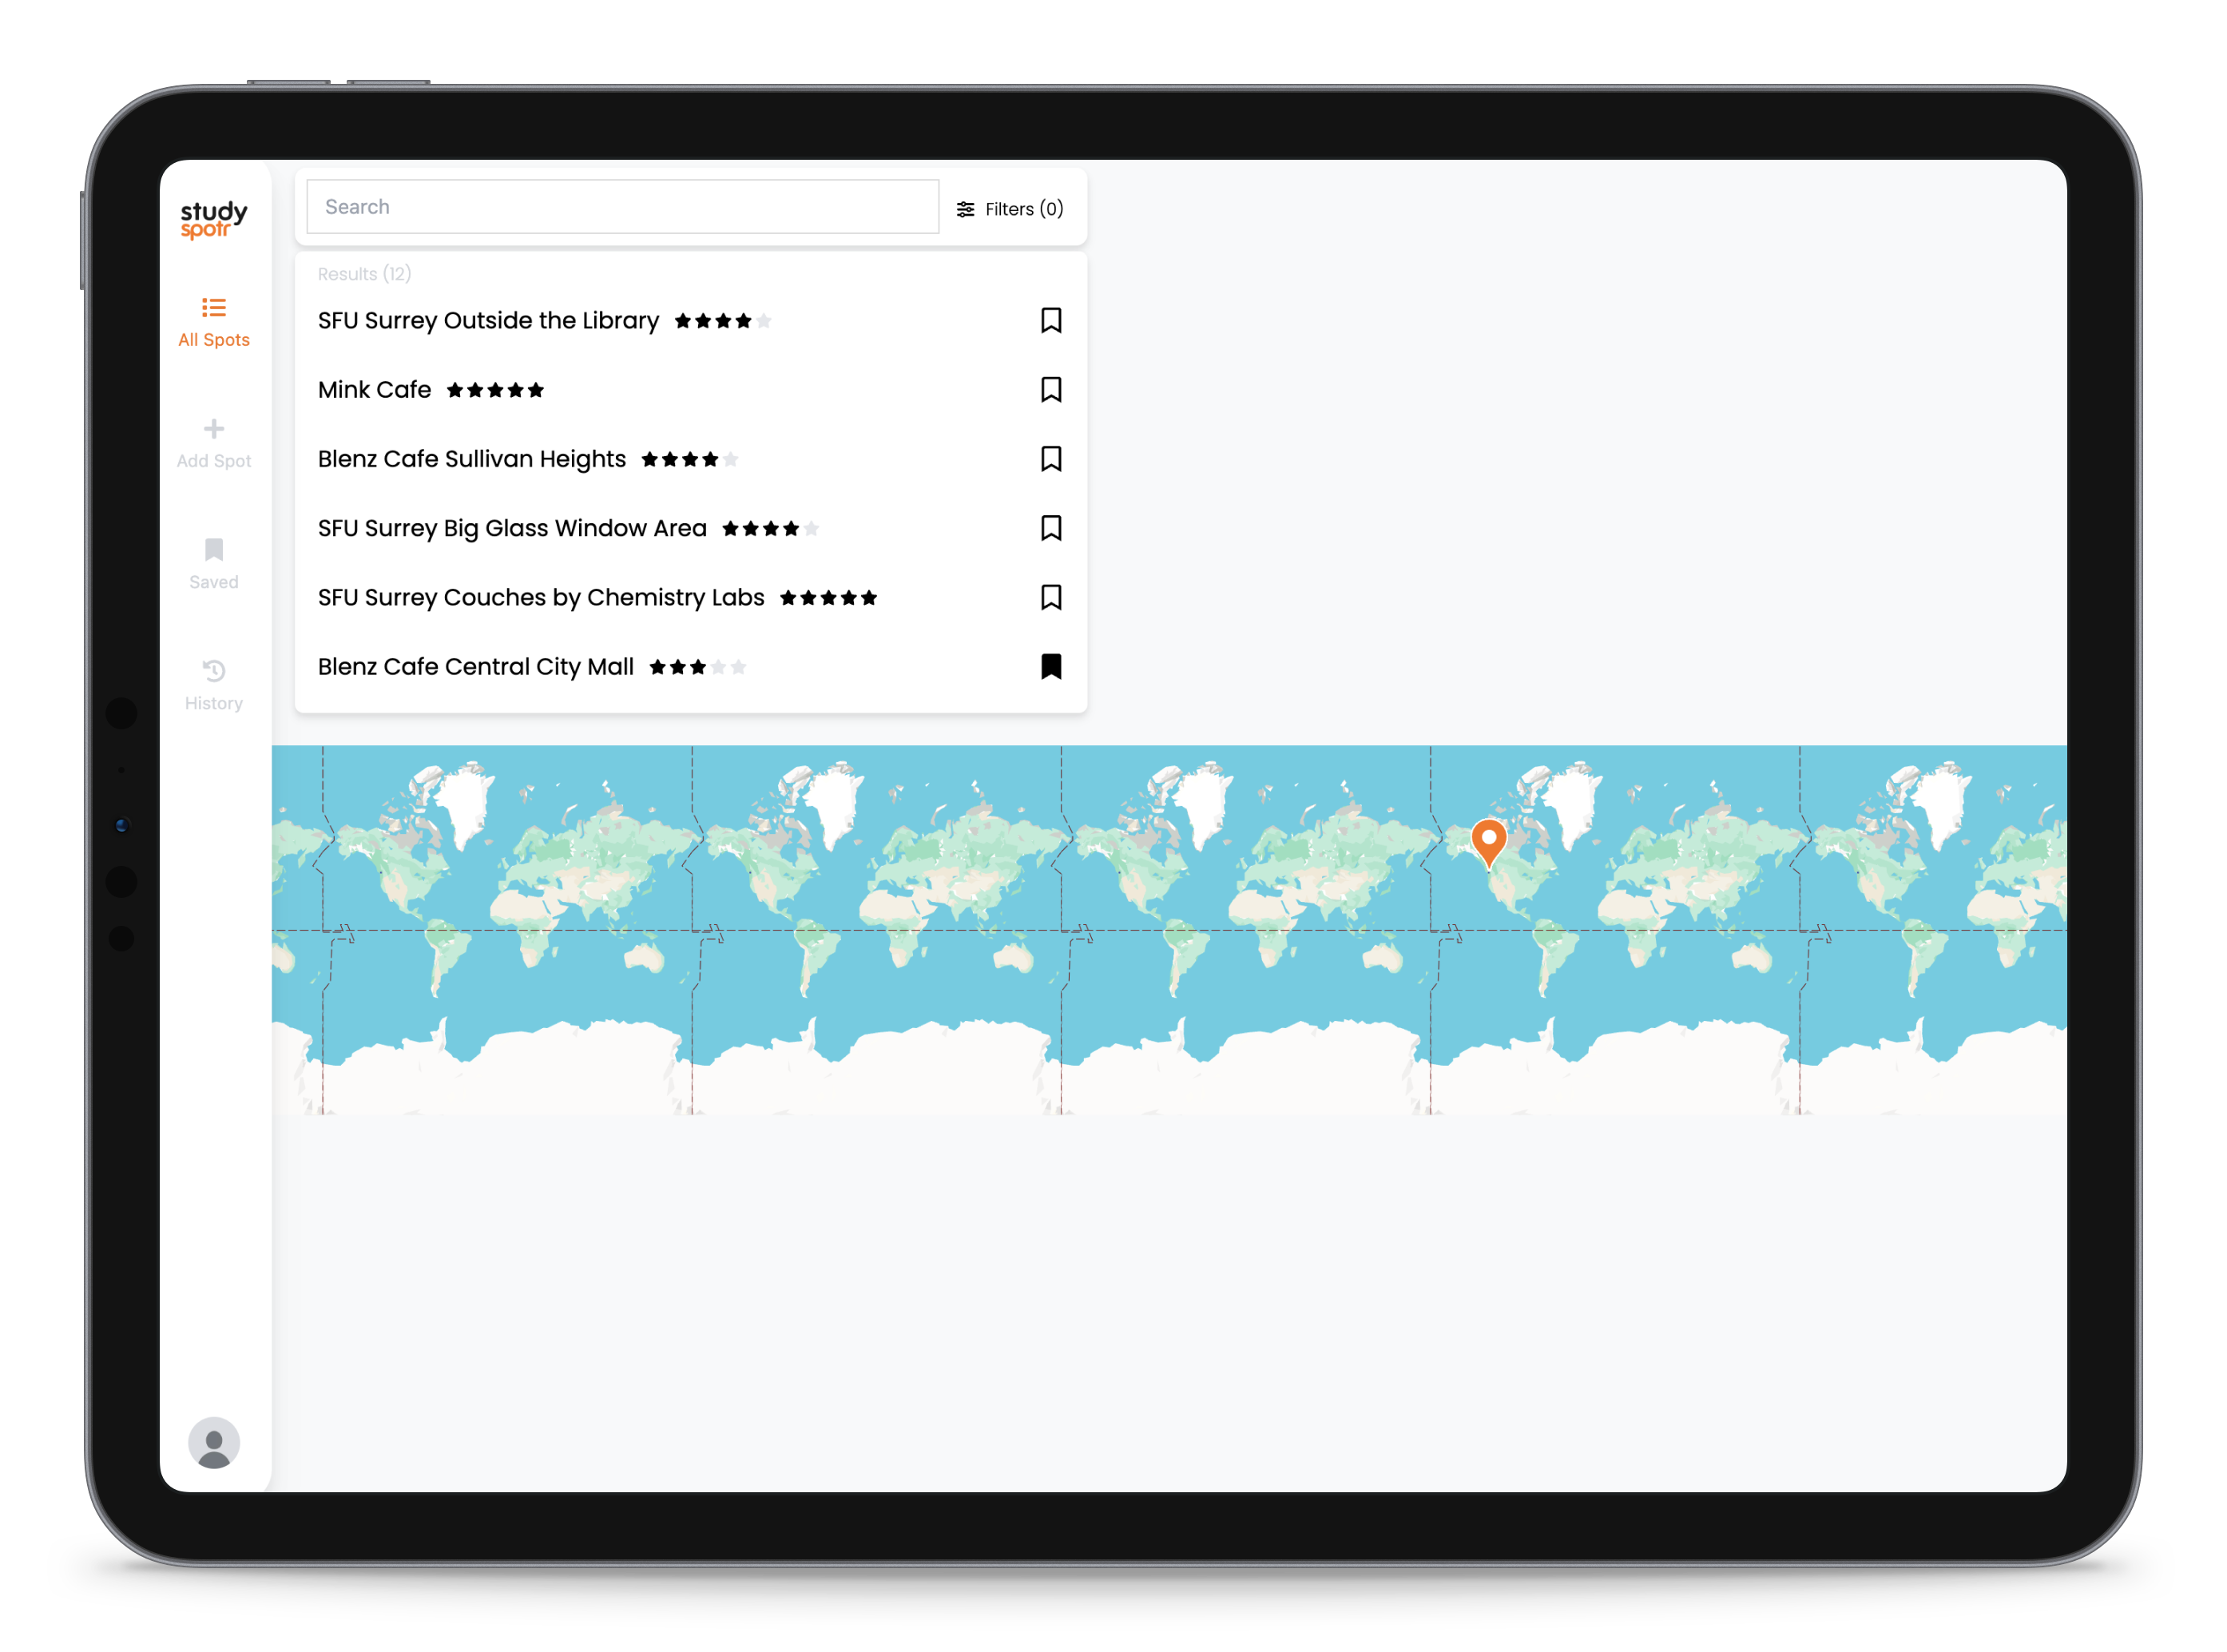 study
spotr
All Spots
Add Spot
Saved
History
Search
Filters (0)
Results (12)
SFU Surrey Outside the Library
Mink Cafe
Blenz Cafe Sullivan Heights
SFU Surrey Big Glass Window Area
SFU Surrey Couches by Chemistry Labs
Blenz Cafe Central City Mall